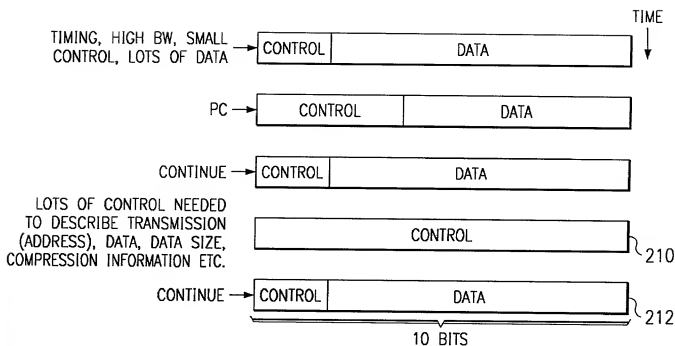 TIME
TIMING, HIGH BW, SMALL
CONTROL, LOTS OF DATA
CONTROL
DATA
PC
CONTROL
DATA
CONTINUE
CONTROL
DATA
LOTS OF CONTROL NEEDED
TO DESCRIBE TRANSMISSION
(ADDRESS), DATA, DATA SIZE,
COMPRESSION INFORMATION ETC.
CONTROL
210
CONTINUE
CONTROL
DATA
212
10 BITS